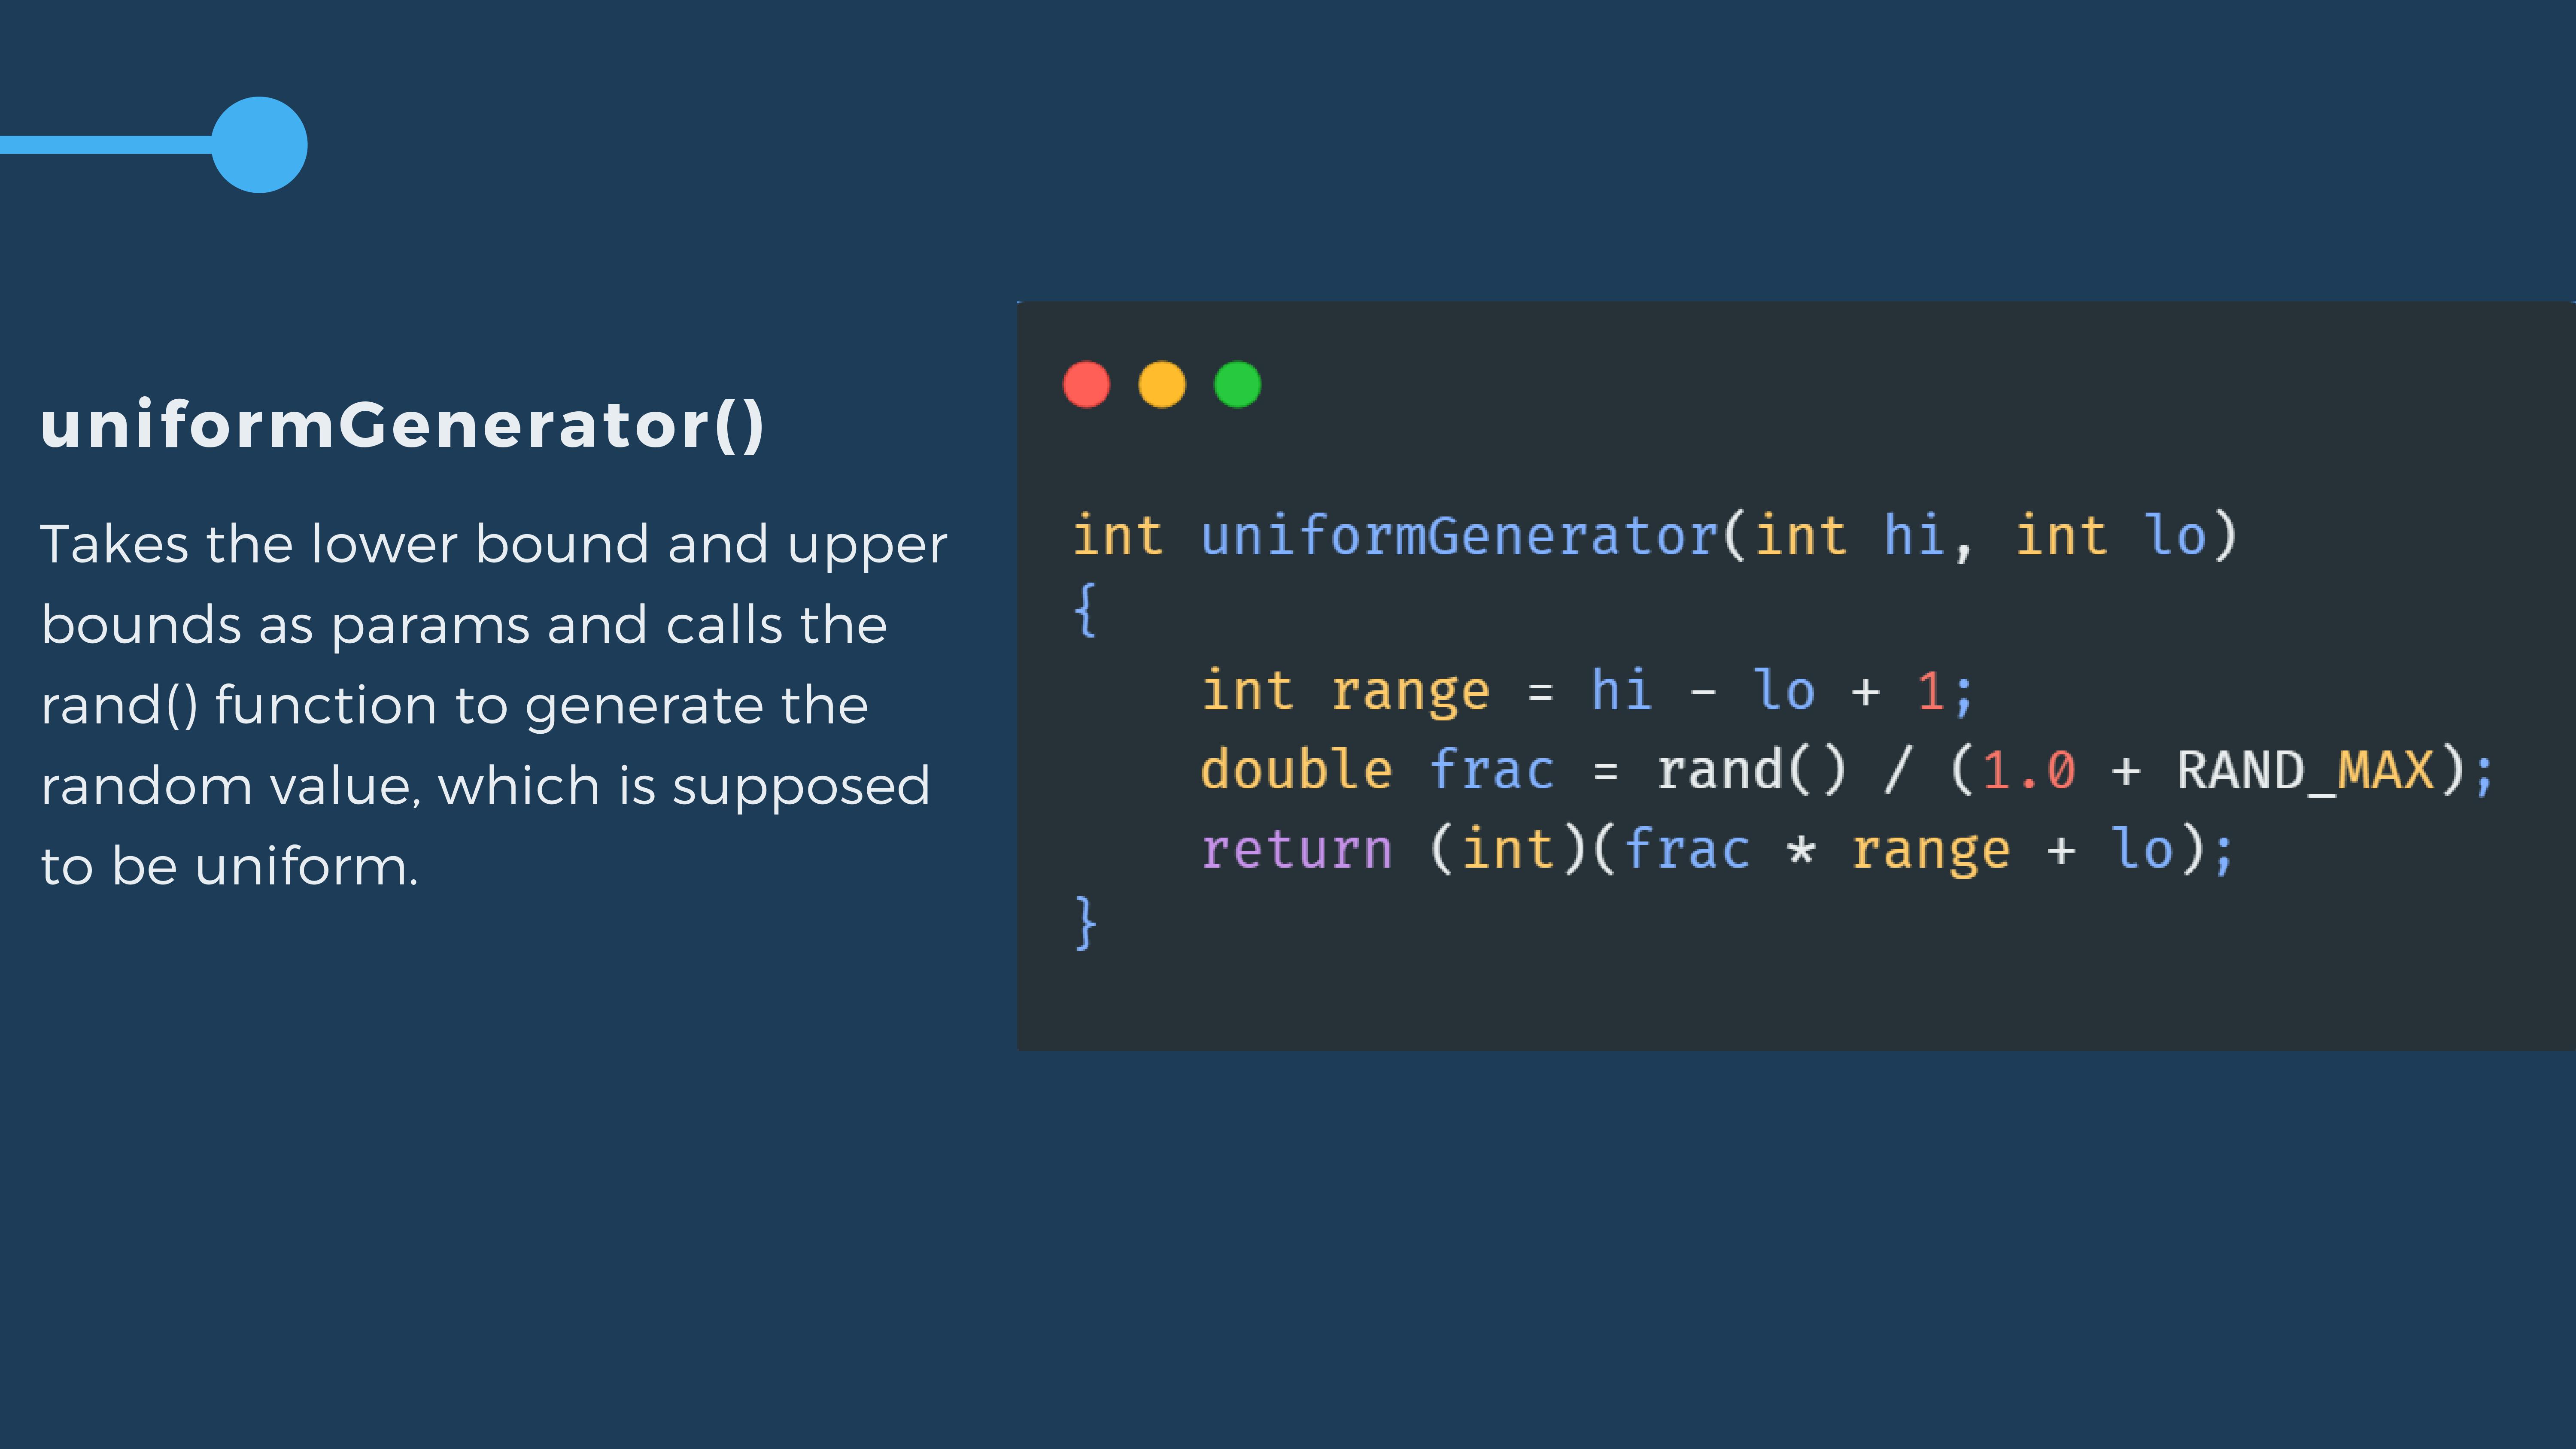 uniformGenerator()
Takes the lower bound and upper
bounds as params and calls the
rand() function to generate the
random value, which is supposed
to be uniform.
int uniformGenerator(int hi, int lo)
{
    int range = hi - lo + 1;
    double frac = rand() / (1.0 + RAND_MAX);
    return (int)(frac * range + lo);
}